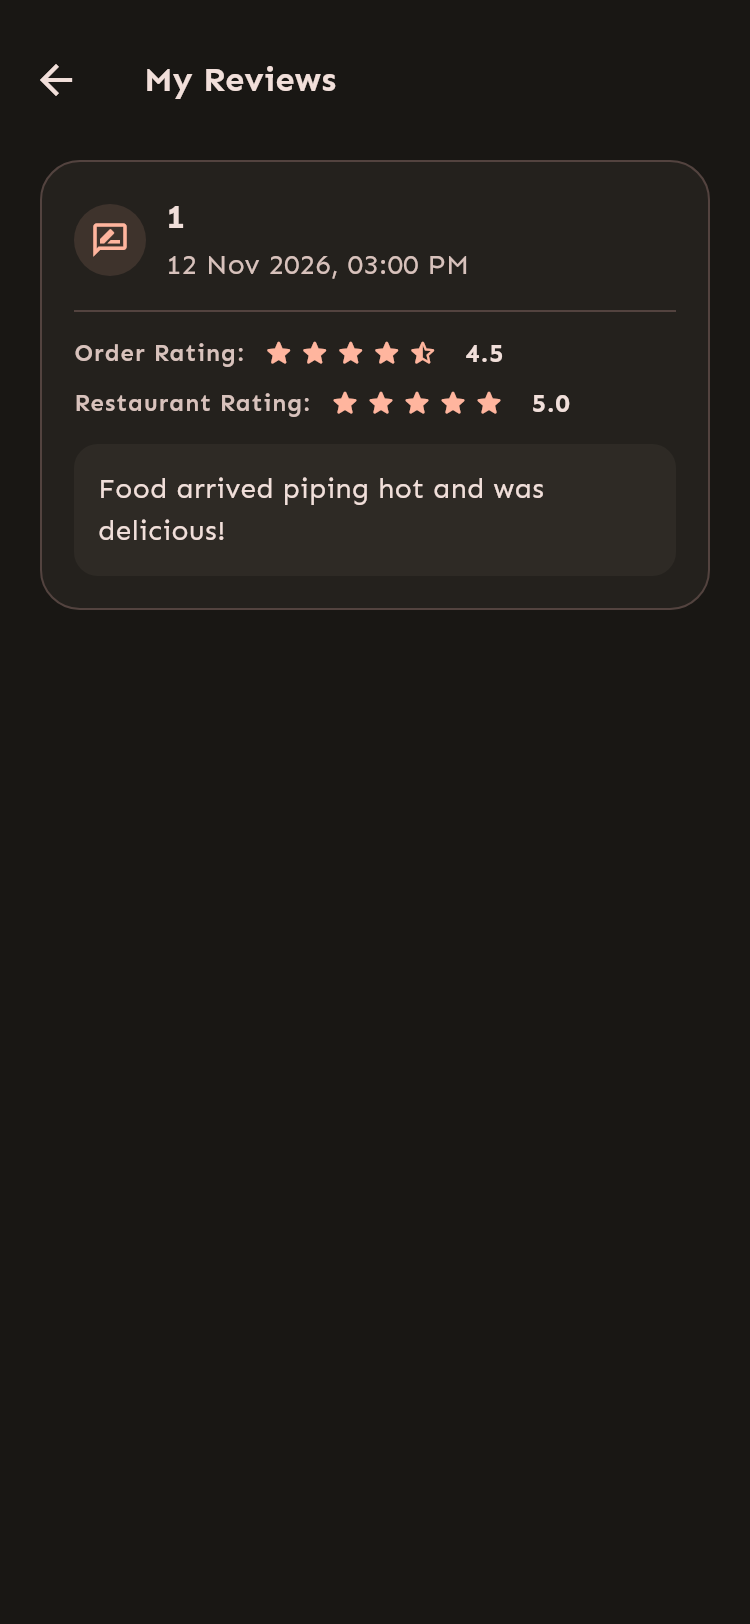 My Reviews
1
12 Nov 2026, 03:00 PM
Order Rating: 4.5
Restaurant Rating: 5.0
Food arrived piping hot and was
delicious!